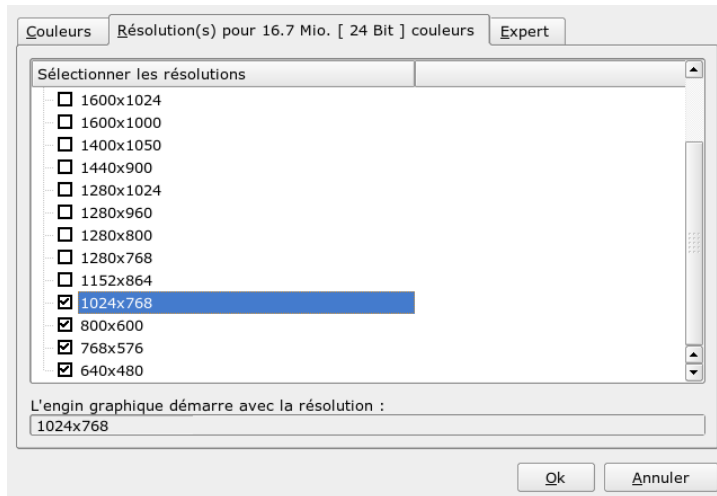 Couleurs
Résolution(s) pour 16.7 Mio. [ 24 Bit ] couleurs
Expert
Sélectionner les résolutions
1600x1024
1600x1000
1400x1050
1440x900
1280x1024
1280x960
1280x800
1280x768
1152x864
1024x768
800x600
768x576
640x480
L'engin graphique démarre avec la résolution :
1024x768
Ok
Annuler